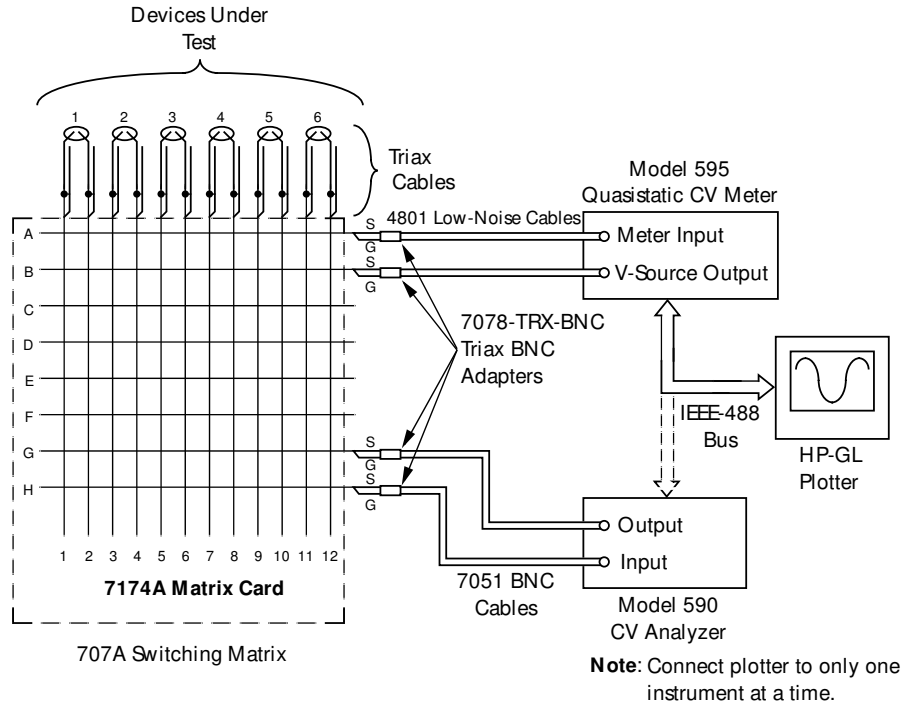 Devices Under
Test
1 2 3 4 5 6
Triax
Cables
Model 595
Quasistatic CV Meter
S 4801 Low-Noise Cables
A
G
Meter Input
S
B
G
V-Source Output
C
7078-TRX-BNC
Triax BNC
Adapters
D
E
F
IEEE-488
Bus
HP-GL
Plotter
S
G
G
S
H
G
Output
Input
1 2 3 4 5 6 7 8 9 10 11 12
7174A Matrix Card
7051 BNC
Cables
Model 590
CV Analyzer
707A Switching Matrix
Note: Connect plotter to only one
instrument at a time.